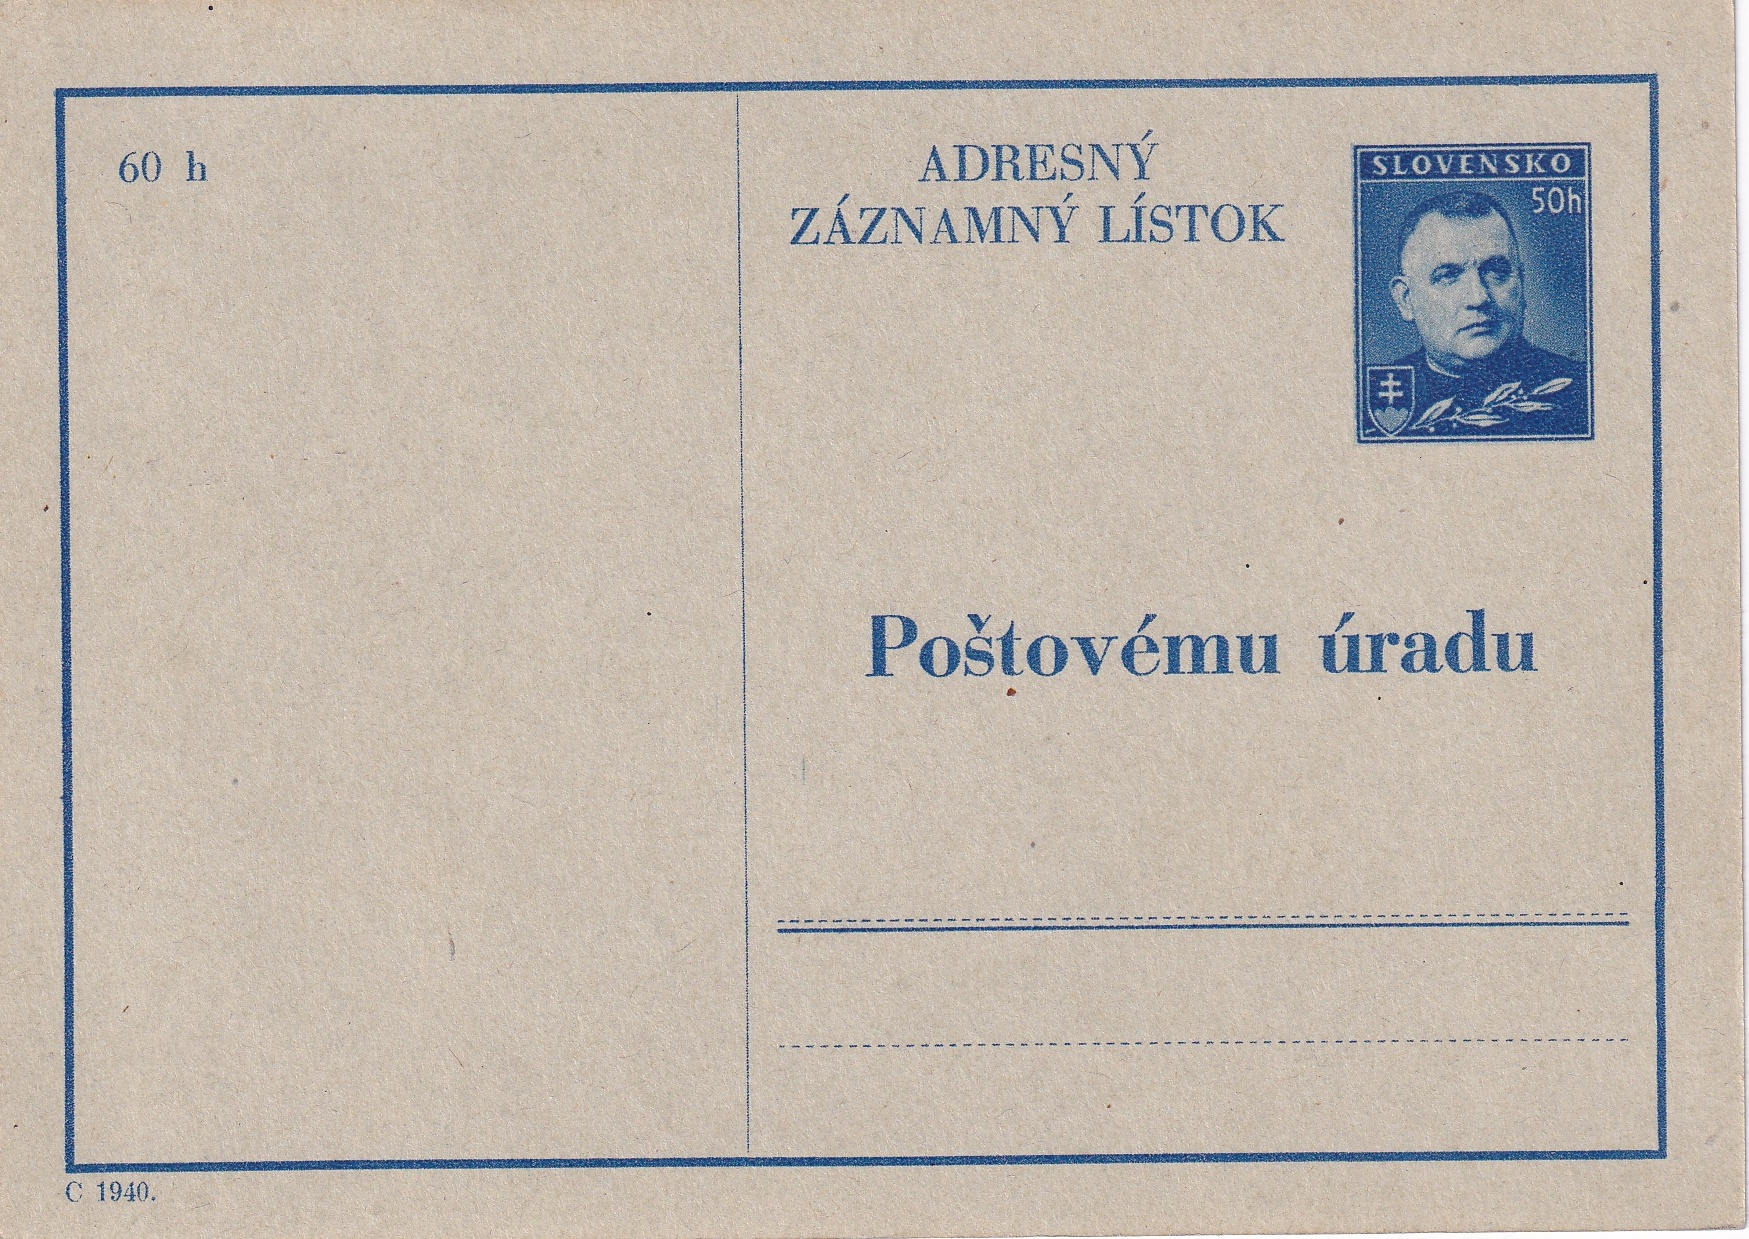 60 h
ADRESNÝ
ZÁZNAMNÝ LÍSTOK
SLOVENSKO
50h
Poštovému úradu
C 1940.